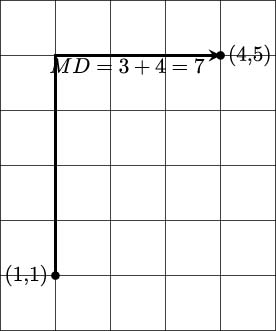 (4,5)
MD = 3 + 4 = 7
(1,1)